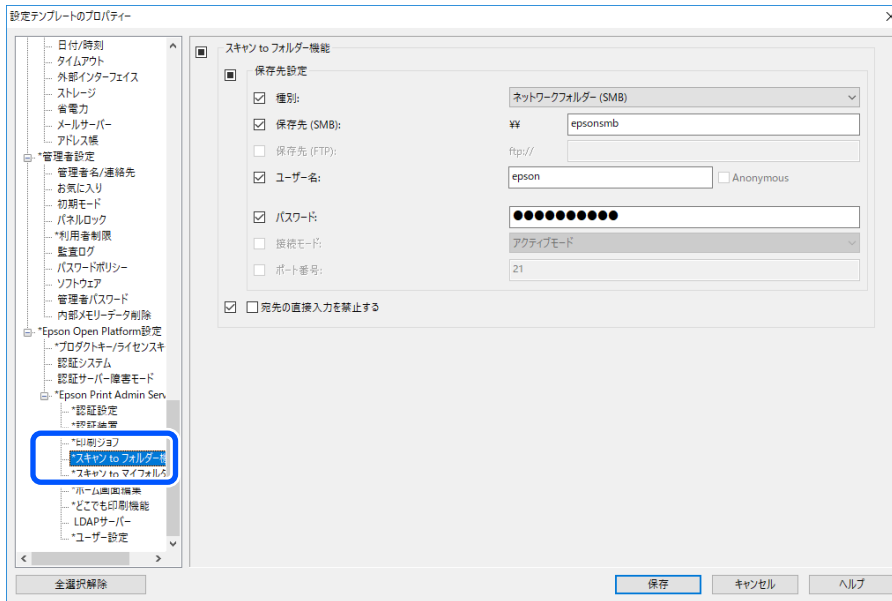 設定テンプレートのプロパティー
日付/時刻
タイムアウト
外部インターフェイス
ストレージ
省電力
メールサーバー
アドレス帳
*管理者設定
管理者名/連絡先
お気に入り
初期モード
パネルロック
*利用者制限
監査ログ
パスワードポリシー
ソフトウェア
管理者パスワード
内部メモリーデータ削除
*Epson Open Platform設定
*プロダクトキー/ライセンスキ
認証システム
認証サーバー障害モード
*Epson Print Admin Serv
*認証設定
*認証装置
*印刷ジョブ
*スキャン to フォルダー機
*スキャン to マイフォルダ
*ホーム画面編集
*どこでも印刷機能
LDAPサーバー
*ユーザー設定
全選択解除
スキャン to フォルダー機能
保存先設定
種別: ネットワークフォルダー (SMB)
保存先 (SMB): ¥¥ epsonsmb
保存先 (FTP): ftp://
ユーザー名: epson Anonymous
パスワード: ●●●●●●●●●●
接続モード: アクティブモード
ポート番号: 21
宛先の直接入力を禁止する
保存 キャンセル ヘルプ